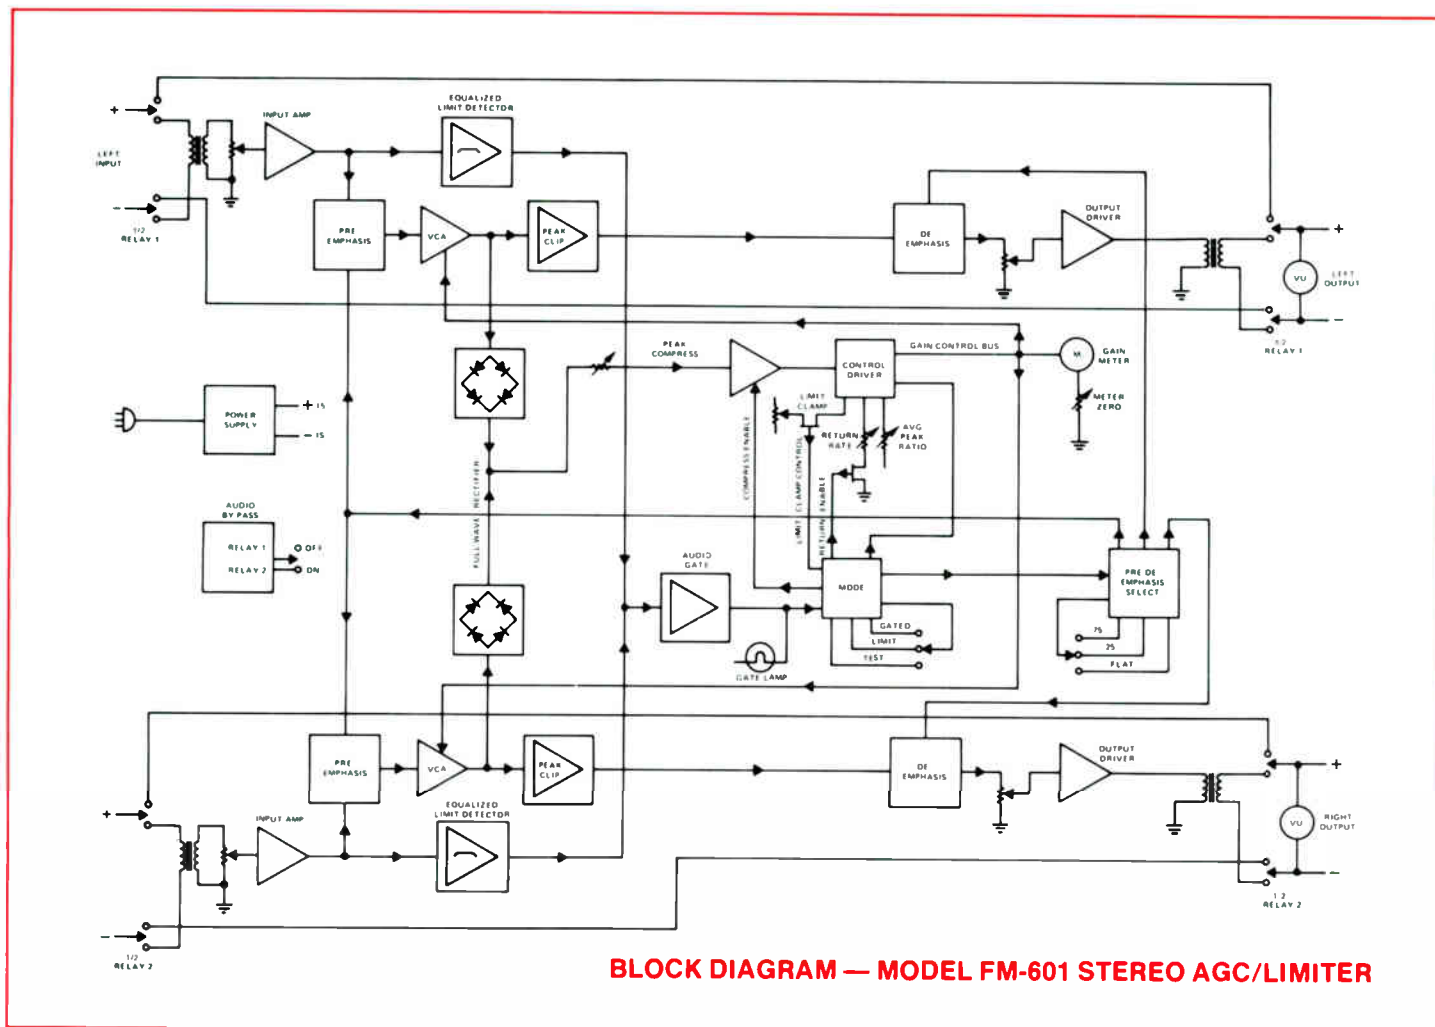 EQUALIZED
LIMIT DETECTOR
INPUT AMP
+
LEFT
INPUT
-
1/2
RELAY 1
PRE
EMPHASIS
VCA
PEAK
CLIP
DE
EMPHASIS
OUTPUT
DRIVER
+
VU
LEFT
OUTPUT
-
RELAY 1
PEAK
COMPRESS
CONTROL
DRIVER
GAIN CONTROL BUS
M
GAIN
METER
METER
ZERO
POWER
SUPPLY
+ 15
- 15
LIMIT
CLAMP
RETURN
RATE
AVG
PEAK
RATIO
COMPRESS ENABLE
LIMIT CLAMP CONTROL
RETURN ENABLE
FULL WAVE RECTIFIER
AUDIO
BY PASS
RELAY 1
RELAY 2
OFF
ON
AUDIO
GATE
MODE
GATED
LIMIT
TEST
GATE LAMP
PRE DE
EMPHASIS
SELECT
75
25
FLAT
PRE
EMPHASIS
VCA
PEAK
CLIP
DE
EMPHASIS
OUTPUT
DRIVER
+
VU
RIGHT
OUTPUT
-
1 2
RELAY 2
EQUALIZED
LIMIT DETECTOR
INPUT AMP
+
-
1/2
RELAY 2
BLOCK DIAGRAM — MODEL FM-601 STEREO AGC/LIMITER